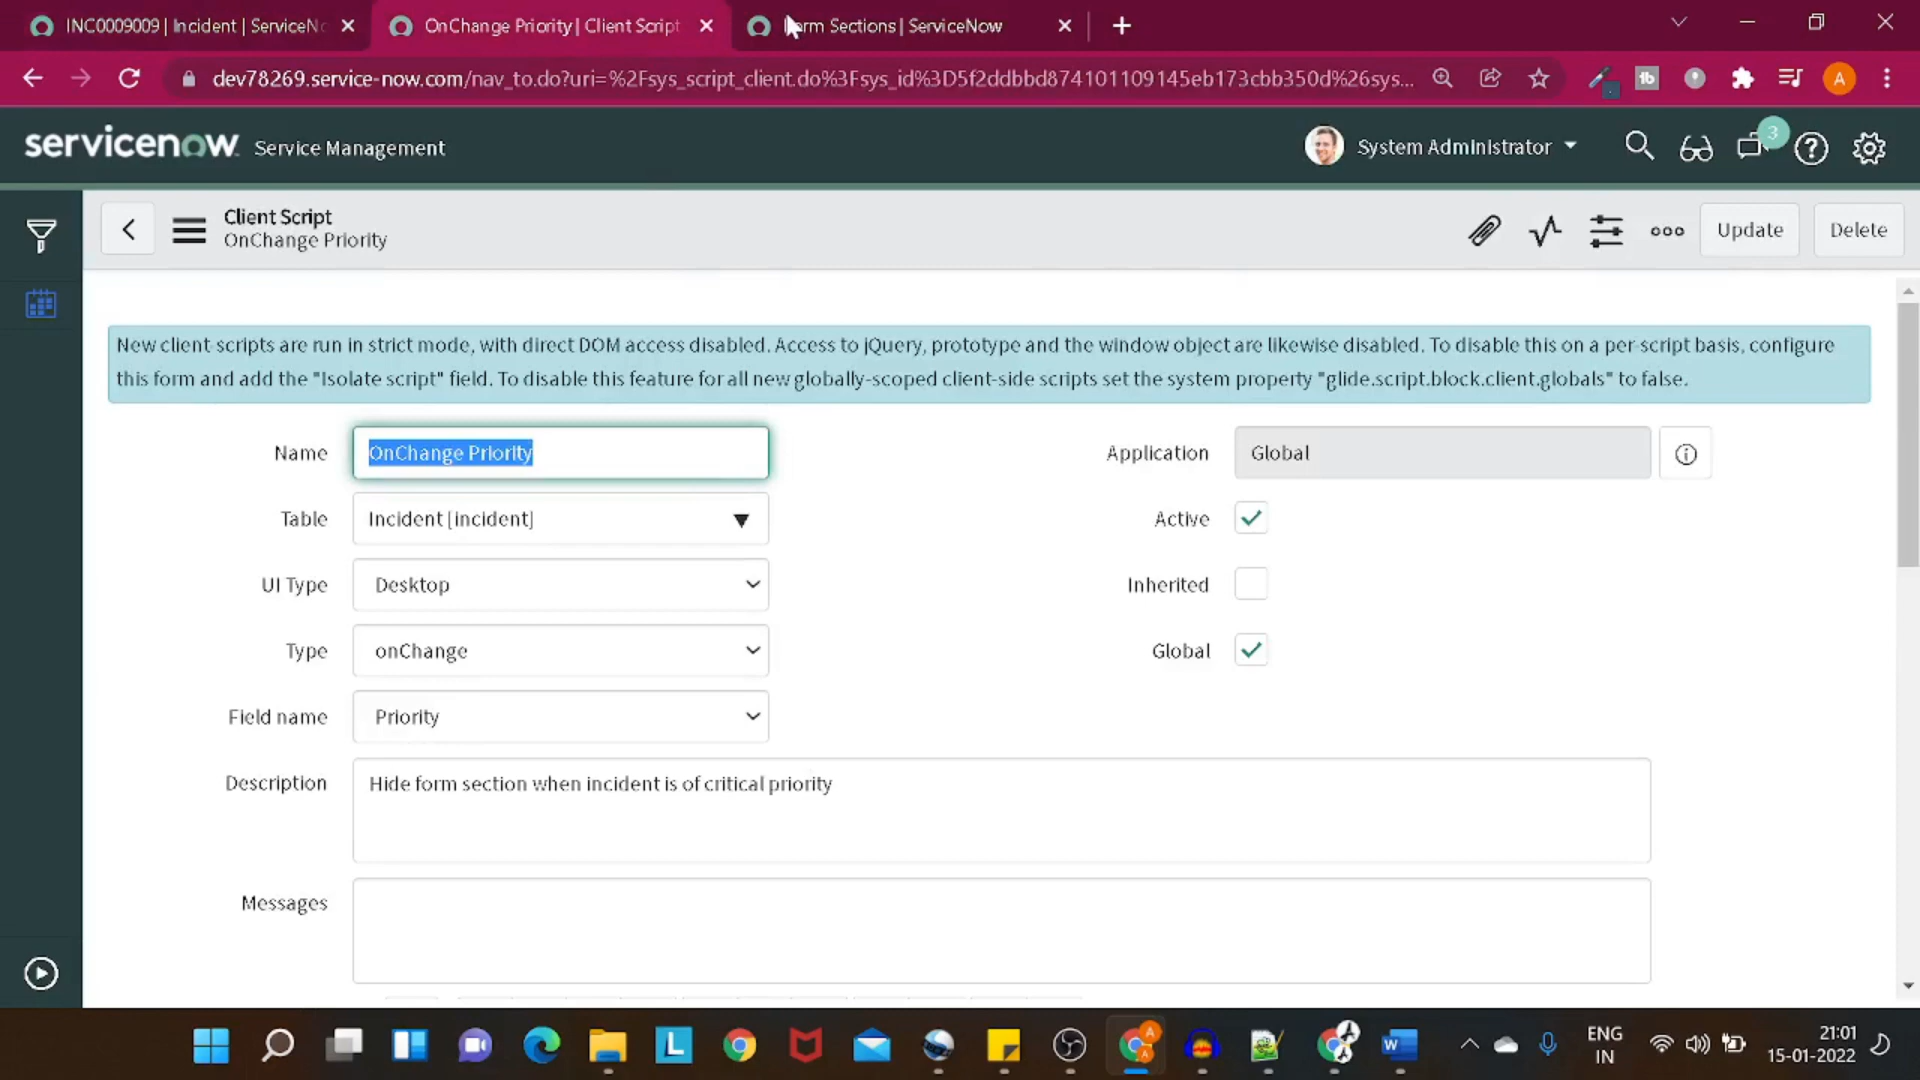 INC0009009 | Incident | ServiceN
OnChange Priority | Client Script
Form Sections | ServiceNow
dev78269.service-now.com/nav_to.do?uri=%2Fsys_script_client.do%3Fsys_id%3D5f2ddbbd874101109145eb173cbb350d%26sys...
A
servicenow Service Management
System Administrator
3
Client Script
OnChange Priority
Update
Delete
New client-scripts are run in strict mode, with direct DOM access disabled. Access to jQuery, prototype and the window object are likewise disabled. To disable this on a per-script basis, configure
this form and add the "Isolate script" field. To disable this feature for all new globally-scoped client-side scripts set the system property "glide.script.block.client.globals" to false.
Name
OnChange Priority
Application
Global
Table
Incident [incident]
Active
UI Type
Desktop
Inherited
Type
onChange
Global
Field name
Priority
Description
Hide form section when incident is of critical priority
Messages
ENG
IN
21:01
15-01-2022